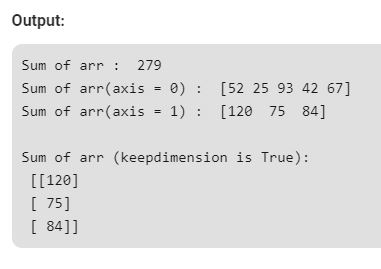 Output:
Sum of arr :  279
Sum of arr(axis = 0) :  [52 25 93 42 67]
Sum of arr(axis = 1) :  [120  75  84]

Sum of arr (keepdimension is True):
 [[120]
 [ 75]
 [ 84]]